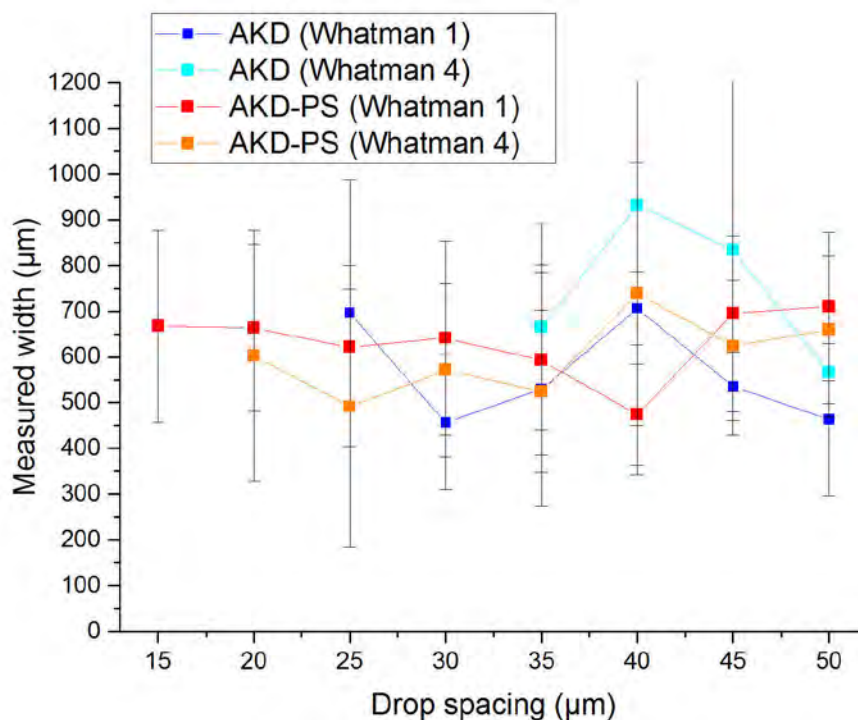 AKD (Whatman 1)
AKD (Whatman 4)
AKD-PS (Whatman 1)
AKD-PS (Whatman 4)
1200
1100
1000
900
800
700
600
500
400
300
200
100
0
Measured width (µm)
15 20 25 30 35 40 45 50
Drop spacing (µm)